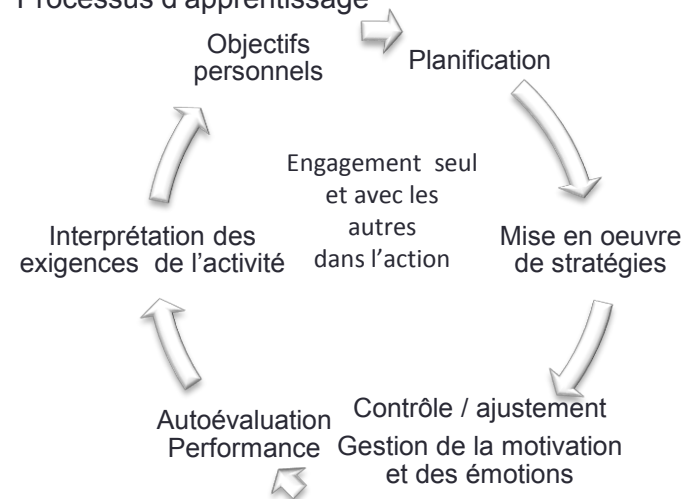 Processus d'apprentissage
Objectifs
personnels
Planification
Engagement seul
et avec les
autres
dans l'action
Interprétation des
exigences de l'activité
Mise en oeuvre
de stratégies
Autoévaluation
Performance
Contrôle / ajustement
Gestion de la motivation
et des émotions